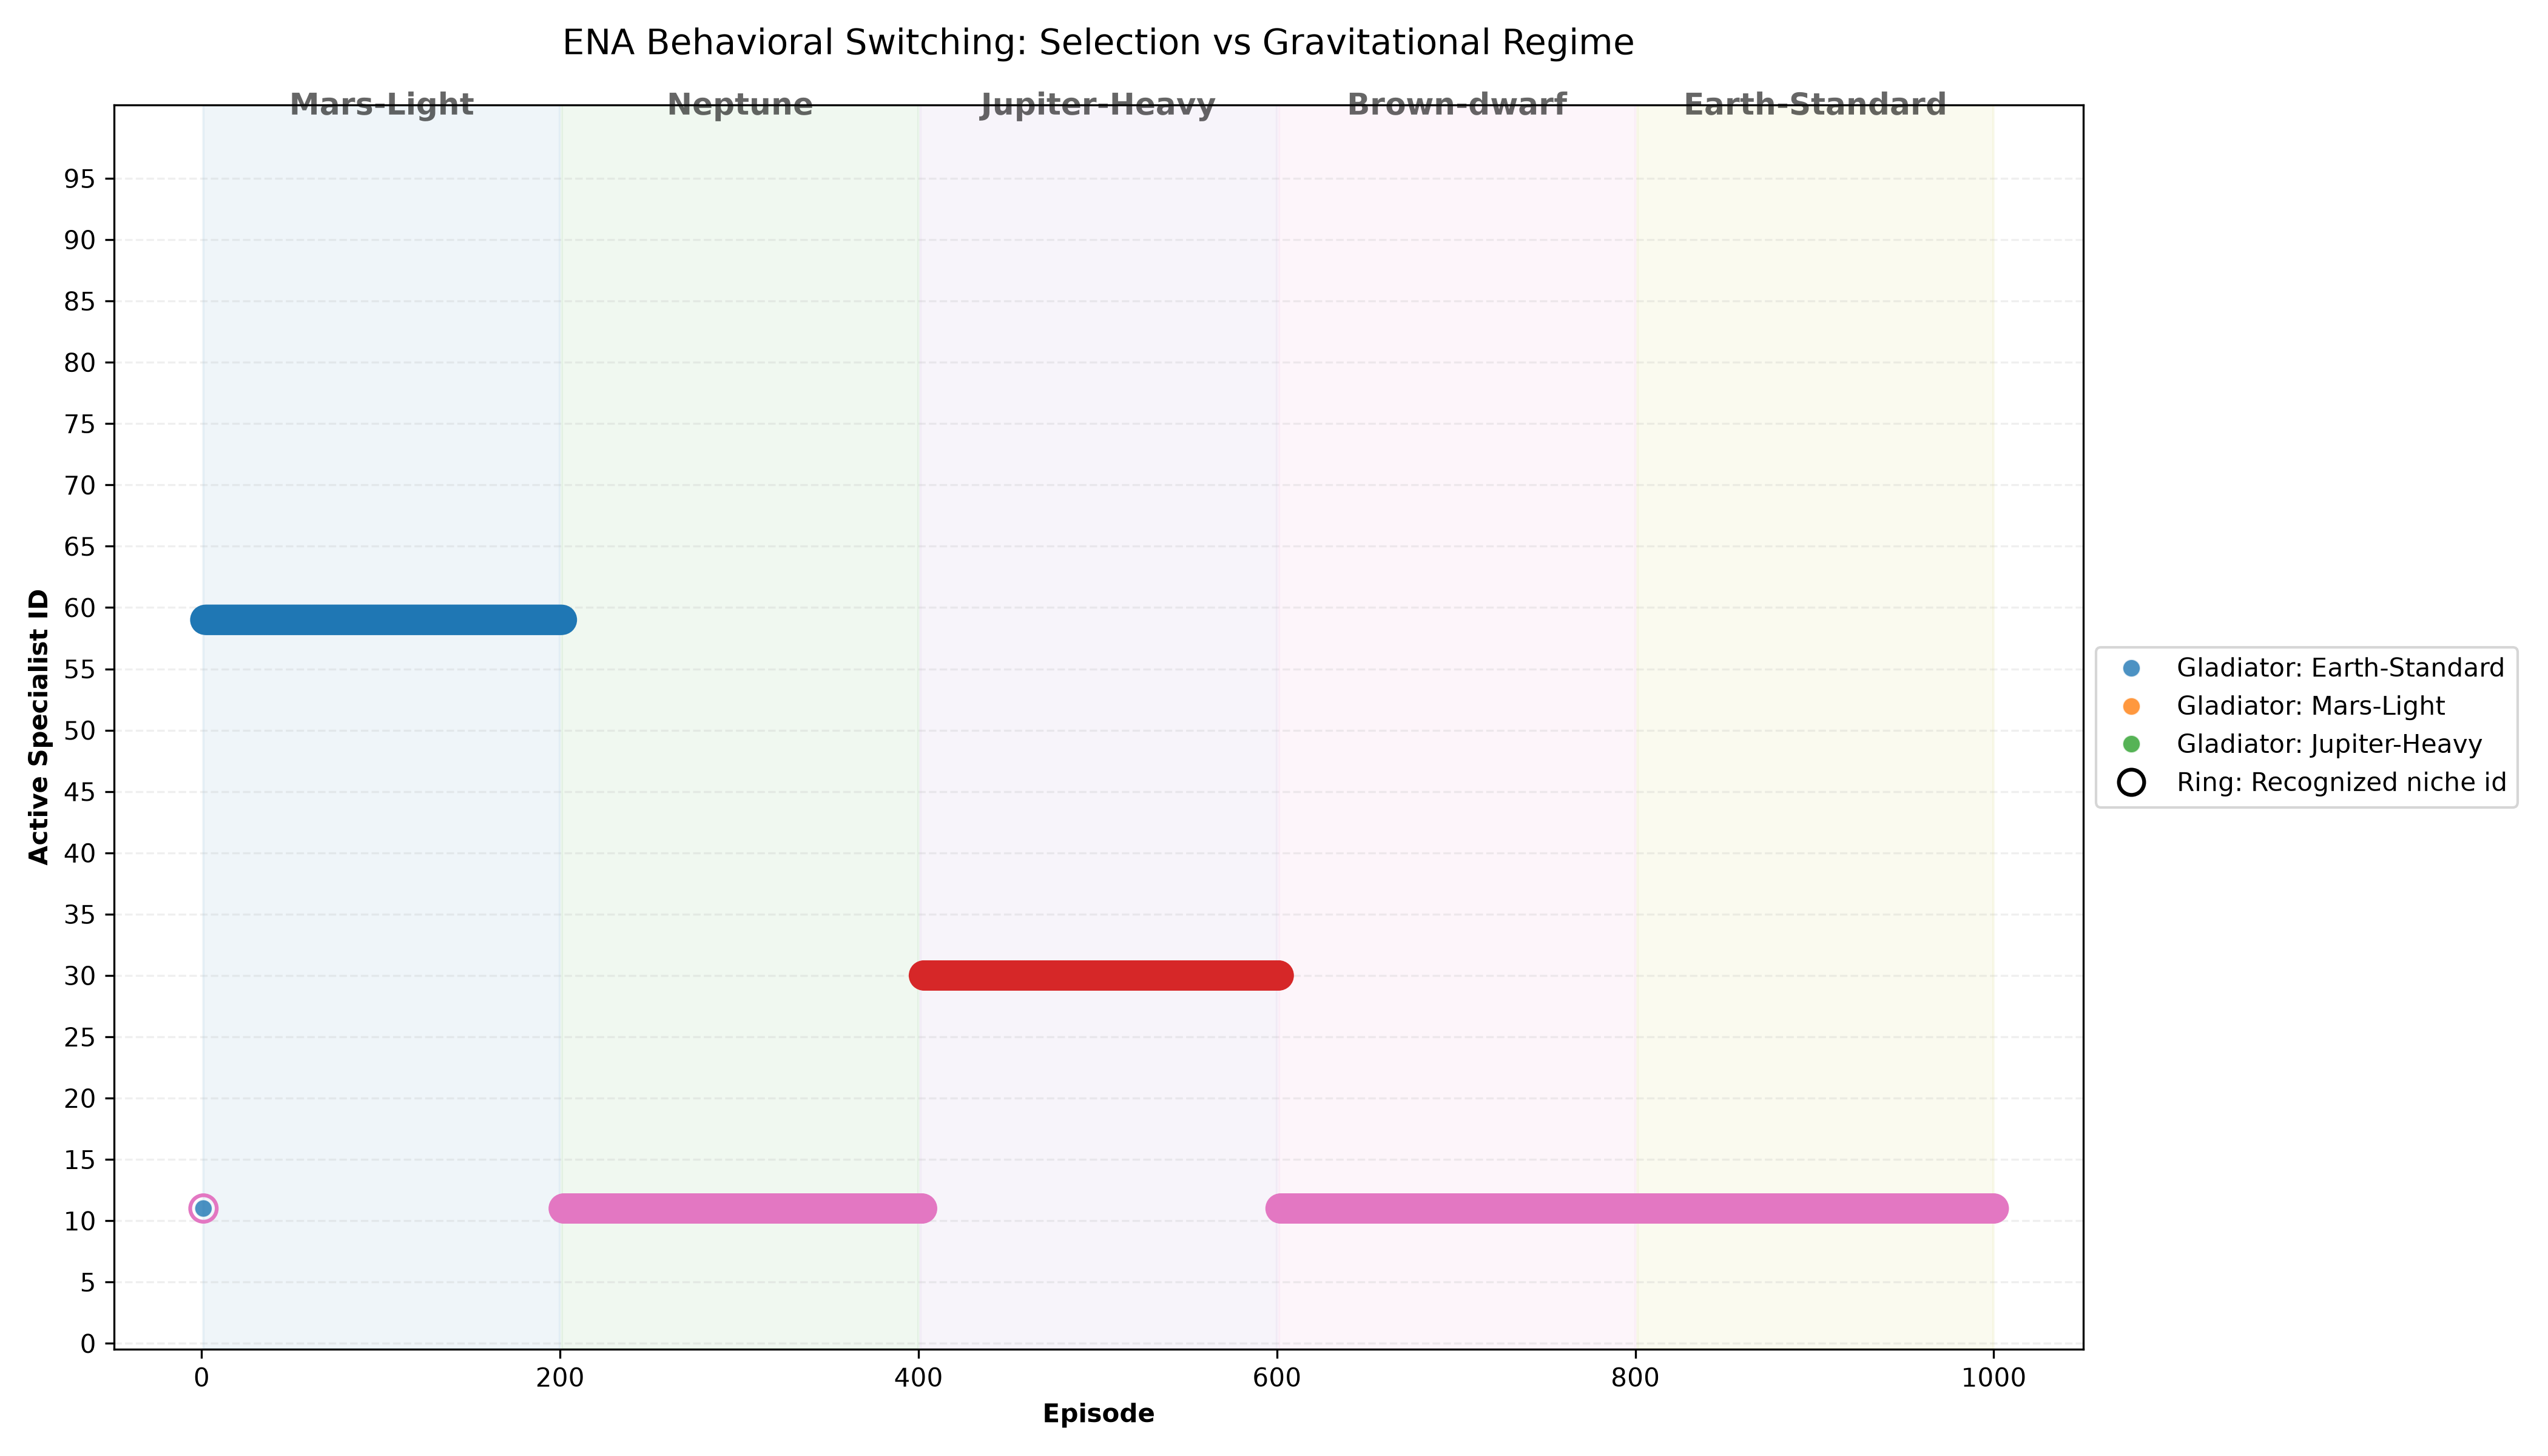 ENA Behavioral Switching: Selection vs Gravitational Regime
Mars-Light Neptune Jupiter-Heavy Brown-dwarf Earth-Standard
95
90
85
80
75
70
65
60
55
50
45
40
35
30
25
20
15
10
5
0
Active Specialist ID
0 200 400 600 800 1000
Episode
Gladiator: Earth-Standard
Gladiator: Mars-Light
Gladiator: Jupiter-Heavy
Ring: Recognized niche id